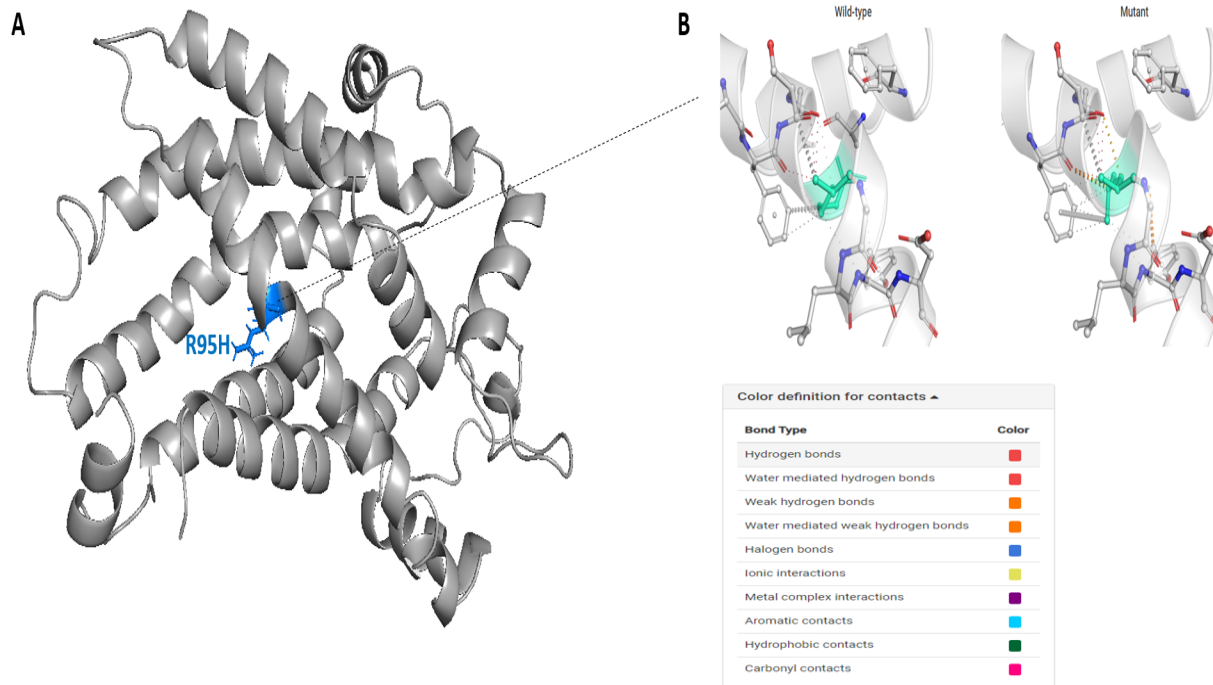 A
B
Wild-type
Mutant
R95H
Color definition for contacts
Bond Type Color
Hydrogen bonds
Water mediated hydrogen bonds
Weak hydrogen bonds
Water mediated weak hydrogen bonds
Halogen bonds
Ionic interactions
Metal complex interactions
Aromatic contacts
Hydrophobic contacts
Carbonyl contacts